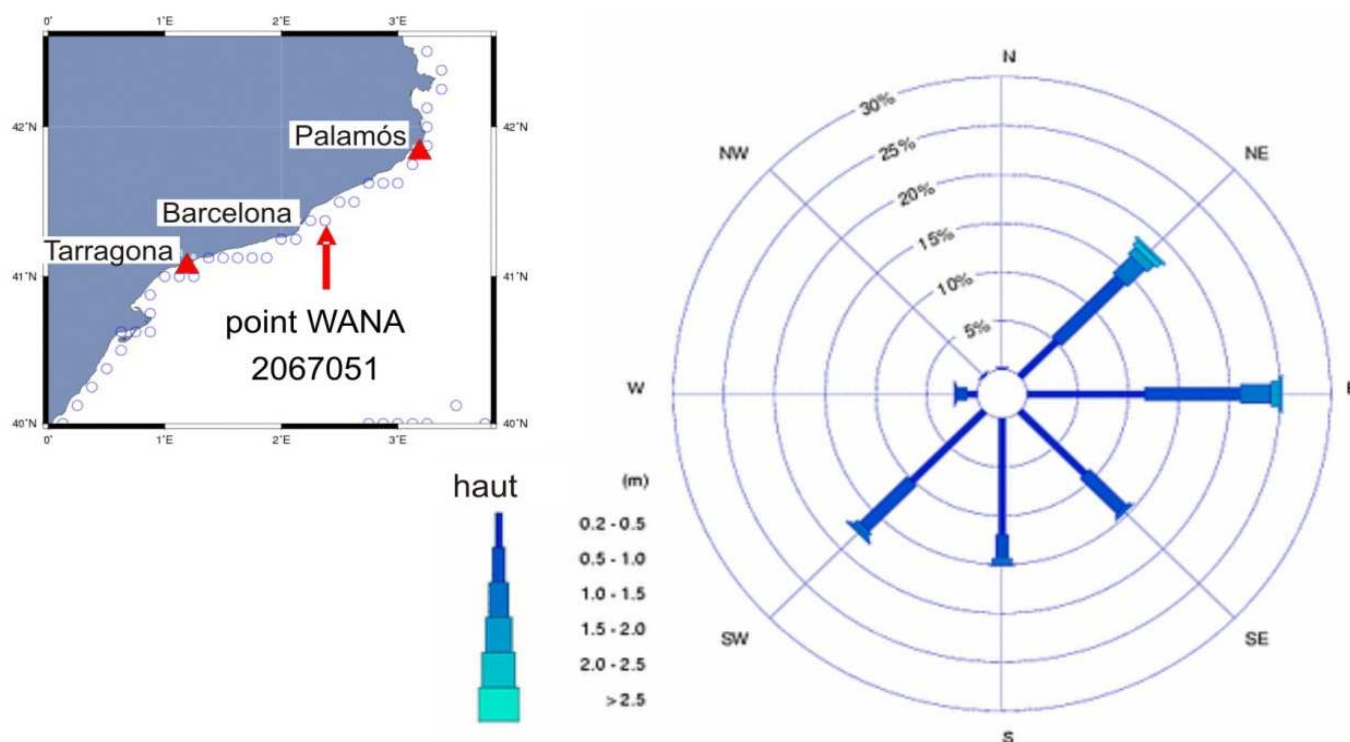 0°
1°E
2°E
3°E
42°N
42°N
Palamós
Barcelona
Tarragona
41°N
41°N
point WANA
2067051
40°N
40°N
0°
1°E
2°E
3°E
haut
(m)
0.2 - 0.5
0.5 - 1.0
1.0 - 1.5
1.5 - 2.0
2.0 - 2.5
> 2.5
N
30%
25%
20%
15%
10%
5%
NW
NE
W
E
SW
SE
S